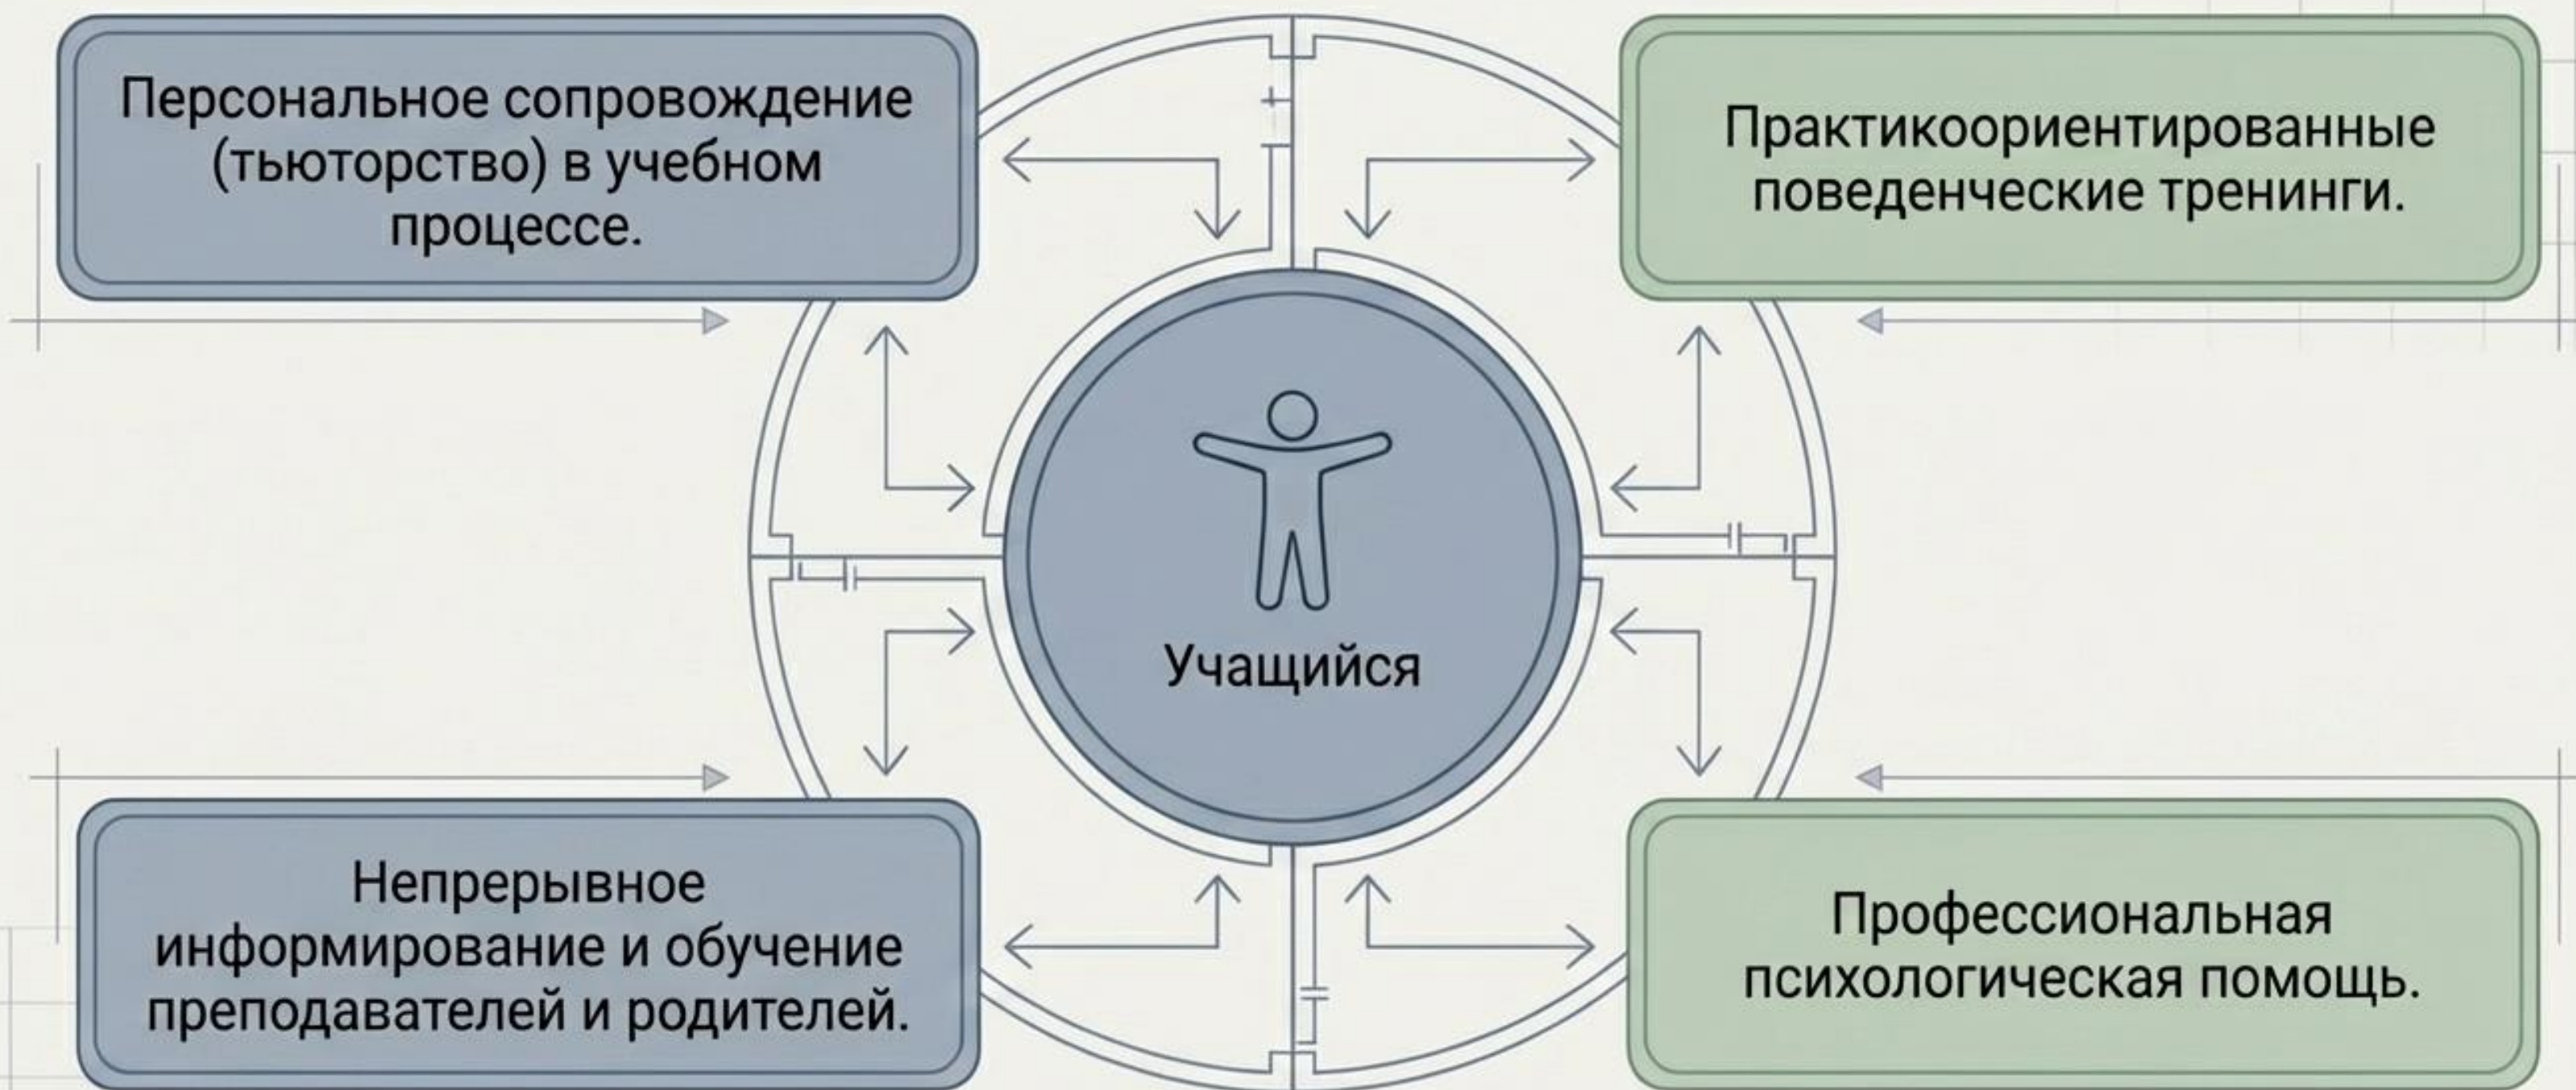 Персональное сопровождение
(тьюторство) в учебном
процессе.
Практикоориентированные
поведенческие тренинги.
Учащийся
Непрерывное
информирование и обучение
преподавателей и родителей.
Профессиональная
психологическая помощь.